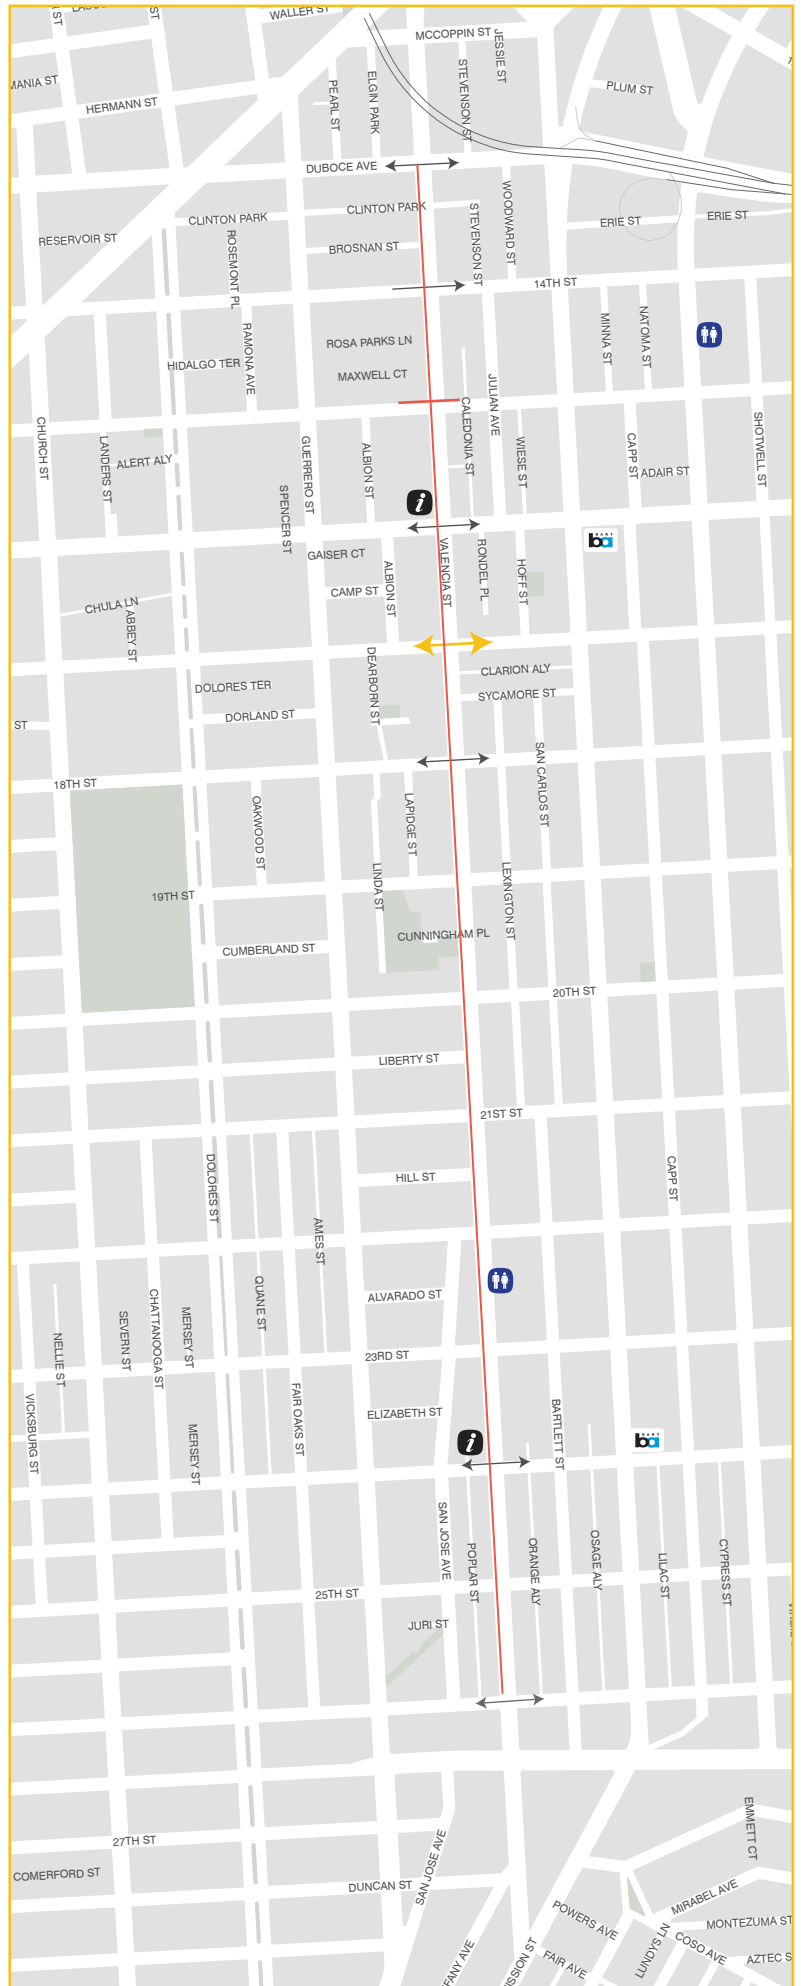 WALLER ST
MCCOPPIN ST
JESSIE ST
STEVENSON ST
PEARL ST
ELGIN PARK
PLUM ST
HERMANN ST
DUBOCE AVE
CLINTON PARK
CLINTON PARK
WOODWARD ST
STEVENSON ST
ERIE ST
ERIE ST
RESERVOIR ST
ROSEMONT PL
BROSNAN ST
14TH ST
MINNA ST
NATOMA ST
ROSA PARKS LN
RAMONA AVE
HIDALGO TER
MAXWELL CT
JULIAN AVE
CALEDONIA ST
CHURCH ST
LANDERS ST
ALERT ALY
GUERRERO ST
ALBION ST
WIESE ST
CAPP ST
ADAIR ST
SHOTWELL ST
SPENCER ST
i
BART
ba
GAISER CT
VALENCIA ST
RONDEL PL
HOFF ST
ALBION ST
CAMP ST
CHULA LN
ABBEY ST
DEARBORN ST
CLARION ALY
DOLORES TER
SYCAMORE ST
DORLAND ST
ST
SAN CARLOS ST
18TH ST
OAKWOOD ST
LAPIDGE ST
LINDA ST
LEXINGTON ST
19TH ST
CUNNINGHAM PL
CUMBERLAND ST
20TH ST
LIBERTY ST
21ST ST
DOLORES ST
HILL ST
CAPP ST
AMES ST
QUANE ST
ALVARADO ST
NELLIE ST
SEVERN ST
CHATTANOOGA ST
MERSEY ST
23RD ST
VICKSBURG ST
FAIR OAKS ST
ELIZABETH ST
BARTLETT ST
MERSEY ST
i
BART
ba
SAN JOSE AVE
POPLAR ST
ORANGE ALY
OSAGE ALY
LILAC ST
CYPRESS ST
25TH ST
JURI ST
EMMETT CT
27TH ST
SAN JOSE AVE
COMERFORD ST
DUNCAN ST
MIRABEL AVE
POWERS AVE
MONTEZUMA ST
LUNDYS LN
COSO AVE
FAIR AVE
AZTEC S